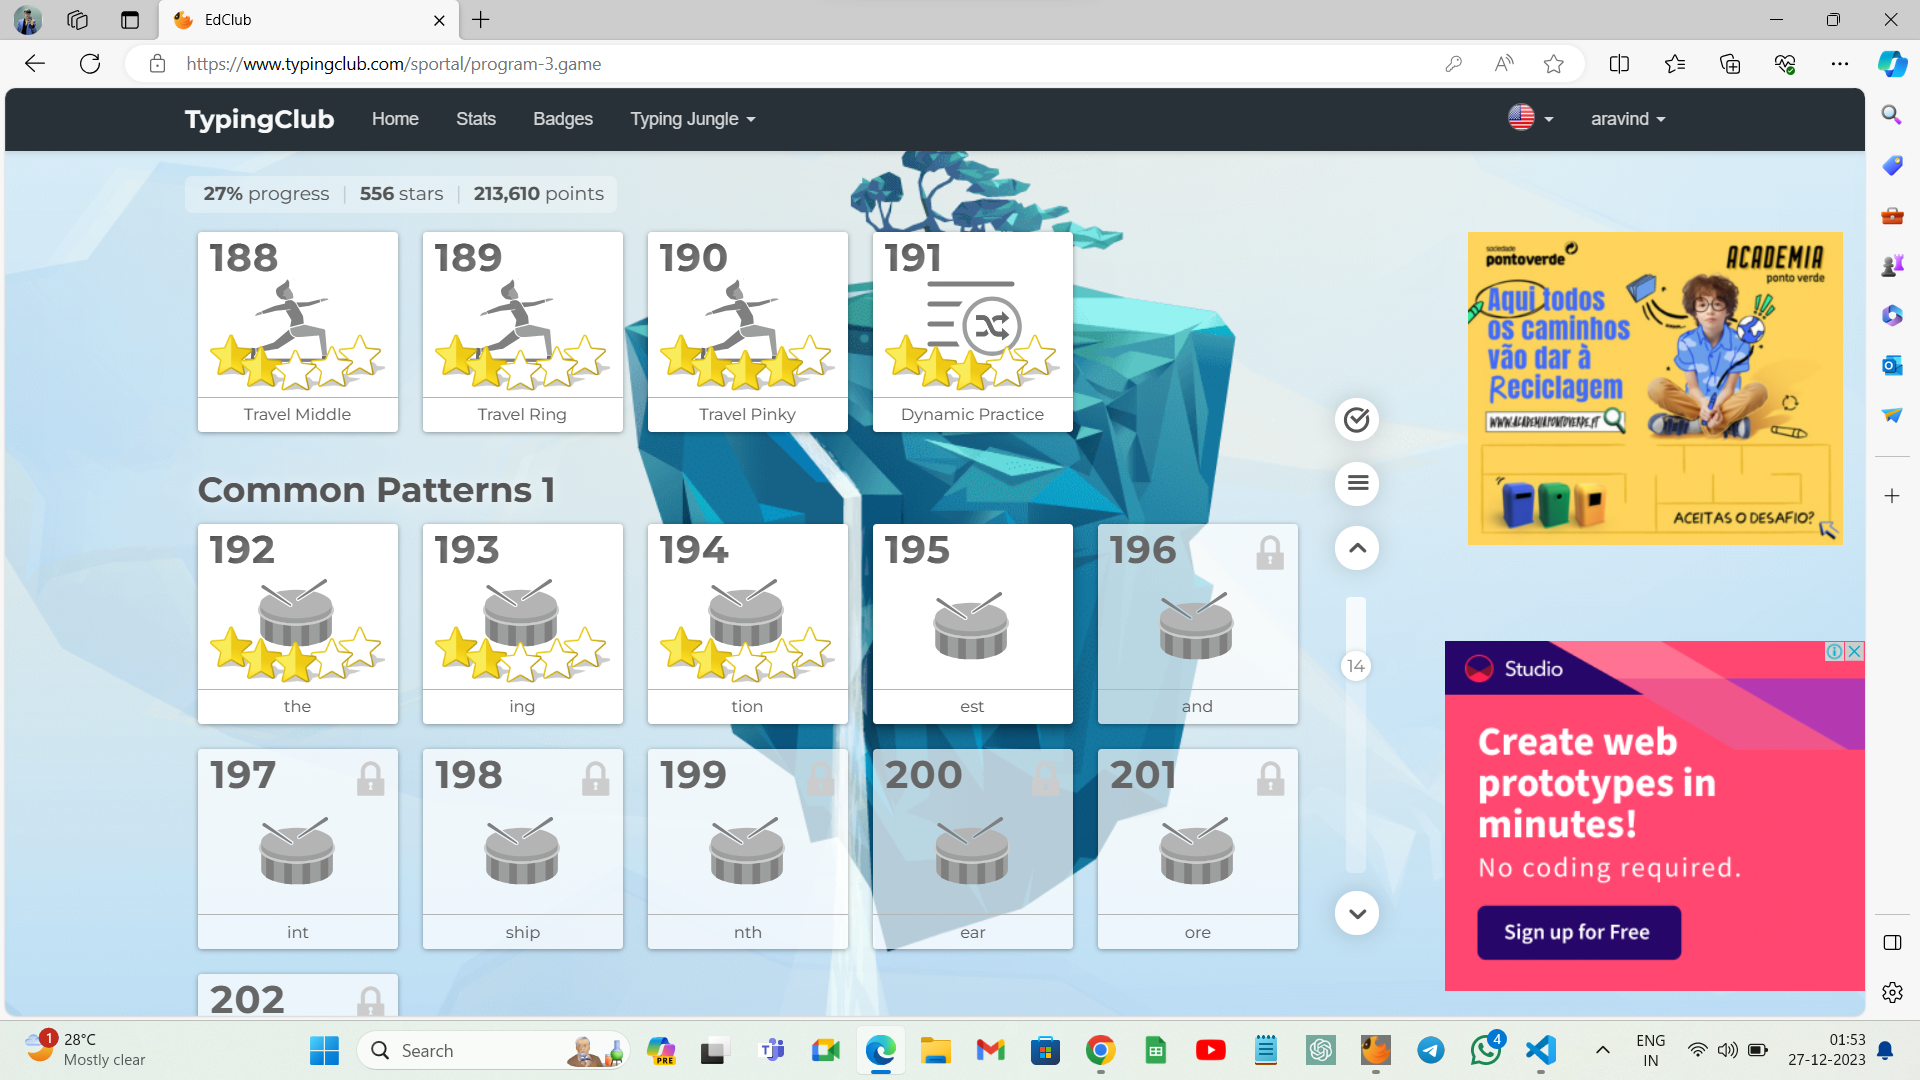 EdClub
https://www.typingclub.com/sportal/program-3.game
TypingClub Home Stats Badges Typing Jungle aravind
27% progress | 556 stars | 213,610 points
188 189 190 191
Travel Middle Travel Ring Travel Pinky Dynamic Practice
Common Patterns 1
192 193 194 195 196
the ing tion est and
197 198 199 200 201
int ship nth ear ore
202
14
sociedade
pontoverde
ACADEMIA
ponto verde
Aqui todos
os caminhos
vão dar à
Reciclagem
WWW.ACADEMIAPONTOVERDE.PT
ACEITAS O DESAFIO?
Studio
Create web
prototypes in
minutes!
No coding required.
Sign up for Free
1
28°C
Mostly clear
Search
PRE
4
ENG
IN
01:53
27-12-2023